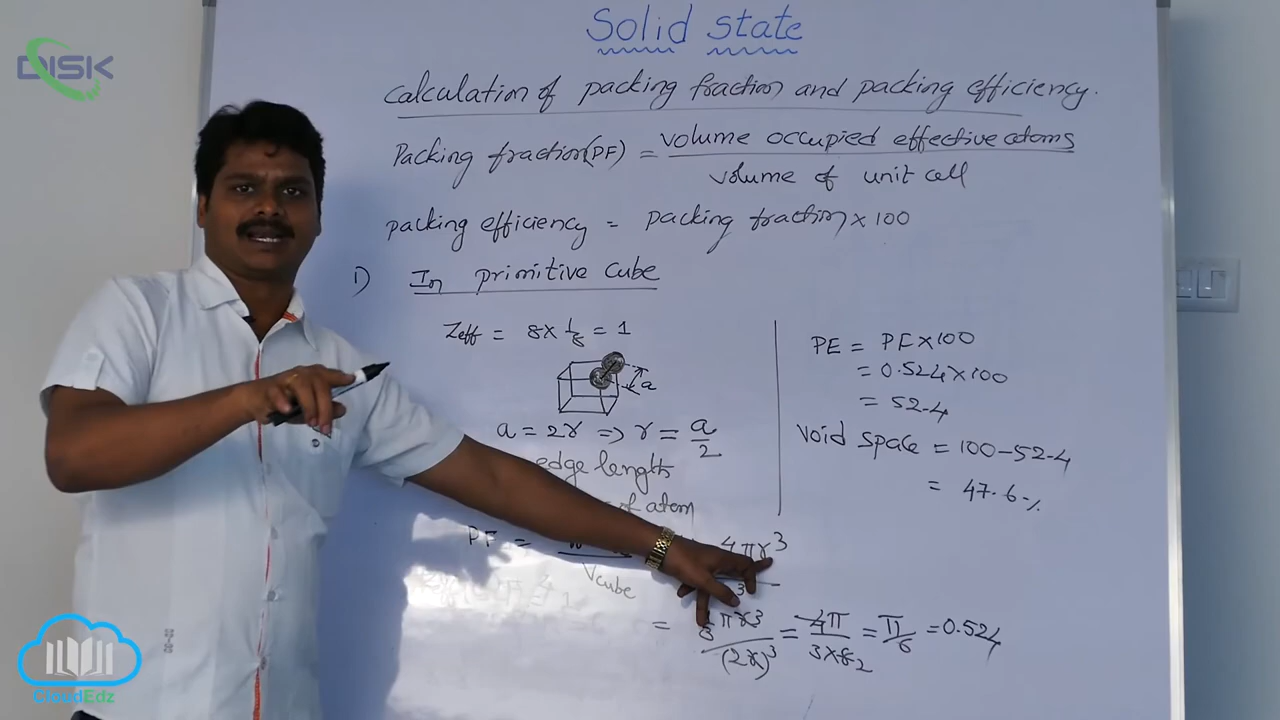 DISK
Solid state
calculation of packing fraction and packing efficiency.
Packing fraction(PF) = volume occupied effective atoms
volume of unit cell
packing efficiency = packing fraction × 100
1) In primitive cube
Zeff = 8 × 1/8 = 1
a
a = 2r ⇒ r = a/2
edge length
of atom
PF =
Vcube
4πr³
3
= πr³/(2r)³ = 4π/3×8₂ = π/6 = 0.524
PE = PF×100
= 0.524×100
= 52.4
Void space = 100-52.4
= 47.6%
CloudEdz